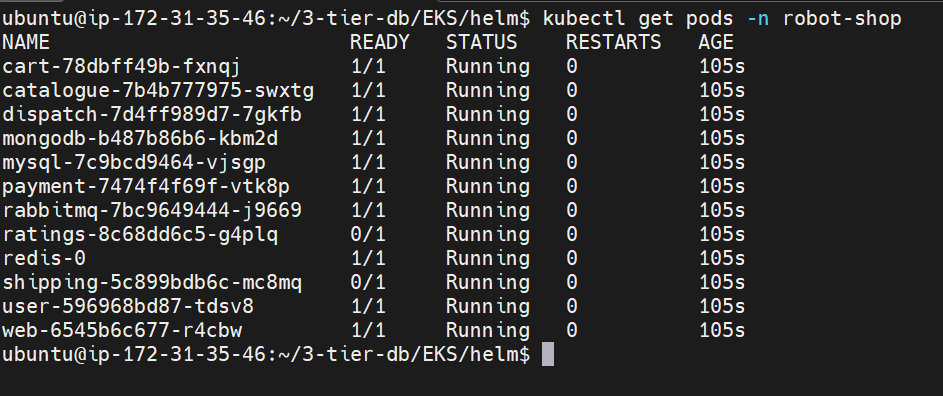 ubuntu@ip-172-31-35-46:~/3-tier-db/EKS/helm$ kubectl get pods -n robot-shop
NAME READY STATUS RESTARTS AGE
cart-78dbff49b-fxnqj 1/1 Running 0 105s
catalogue-7b4b777975-swxtg 1/1 Running 0 105s
dispatch-7d4ff989d7-7gkfb 1/1 Running 0 105s
mongodb-b487b86b6-kbm2d 1/1 Running 0 105s
mysql-7c9bcd9464-vjsgp 1/1 Running 0 105s
payment-7474f4f69f-vtk8p 1/1 Running 0 105s
rabbitmq-7bc9649444-j9669 1/1 Running 0 105s
ratings-8c68dd6c5-g4plq 0/1 Running 0 105s
redis-0 1/1 Running 0 105s
shipping-5c899bdb6c-mc8mq 0/1 Running 0 105s
user-596968bd87-tdsv8 1/1 Running 0 105s
web-6545b6c677-r4cbw 1/1 Running 0 105s
ubuntu@ip-172-31-35-46:~/3-tier-db/EKS/helm$